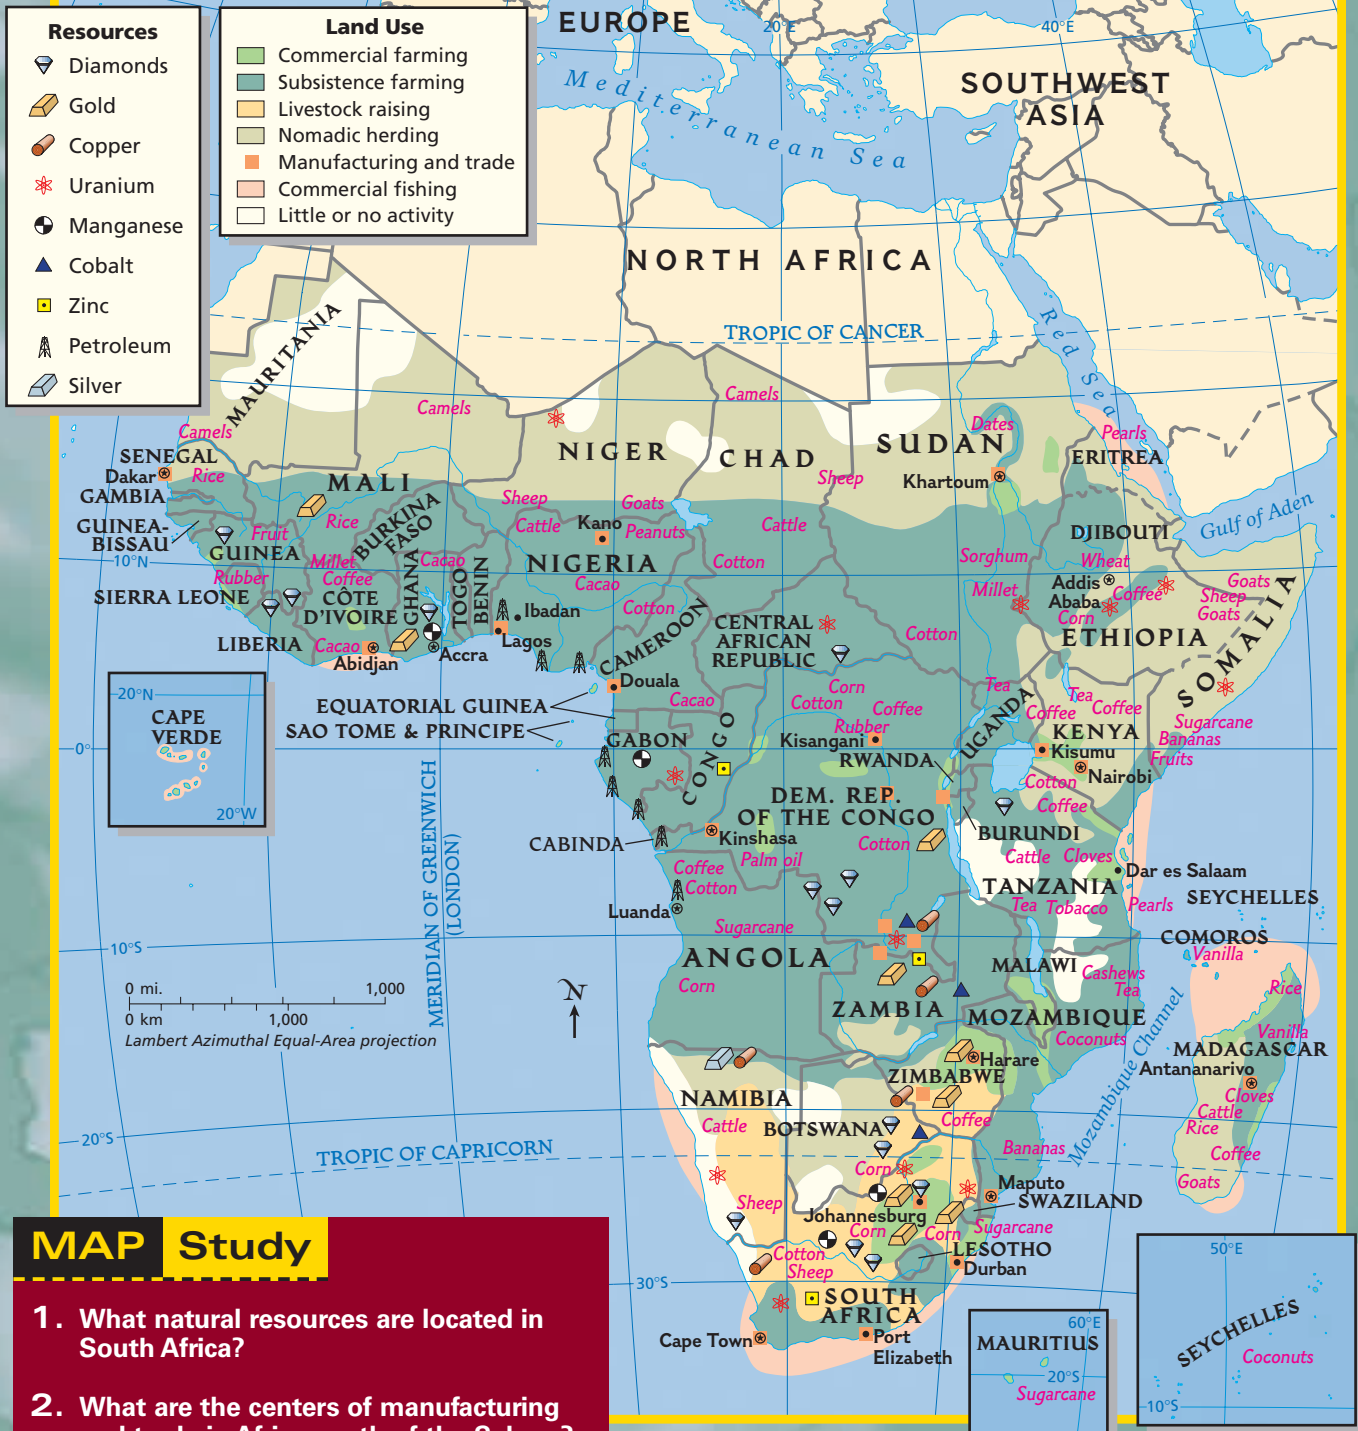 Resources
Diamonds
Gold
Copper
Uranium
Manganese
Cobalt
Zinc
Petroleum
Silver
Land Use
Commercial farming
Subsistence farming
Livestock raising
Nomadic herding
Manufacturing and trade
Commercial fishing
Little or no activity
EUROPE
20°E
40°E
SOUTHWEST
ASIA
Mediterranean Sea
NORTH AFRICA
TROPIC OF CANCER
Red Sea
MAURITANIA
Camels
Camels
Camels
NIGER
CHAD
SUDAN
Dates
Pearls
ERITREA
SENEGAL
Dakar
Rice
GAMBIA
MALI
Sheep
Khartoum
GUINEA-
BISSAU
Rice
BURKINA
FASO
Sheep
Goats
Cattle
Kano
Peanuts
Cattle
Gulf of Aden
DJIBOUTI
Fruit
GUINEA
10°N
Millet
Cacao
NIGERIA
Cotton
Sorghum
Wheat
Rubber
Coffee
Cacao
Addis
Ababa
Coffee
Goats
Sheep
Goats
SIERRA LEONE
CÔTE
D'IVOIRE
GHANA
TOGO
BENIN
Ibadan
Cotton
Millet
Corn
ETHIOPIA
SOMALIA
LIBERIA
Cacao
Abidjan
Accra
Lagos
CAMEROON
CENTRAL
AFRICAN
REPUBLIC
Cotton
20°N
CAPE
VERDE
20°W
Douala
EQUATORIAL GUINEA
SAO TOME & PRINCIPE
Cacao
Corn
Cotton
Coffee
Rubber
Tea
UGANDA
Tea
Coffee
Coffee
KENYA
Sugarcane
Bananas
Fruits
0°
GABON
CONGO
Kisangani
RWANDA
Kisumu
Nairobi
Cotton
Coffee
MERIDIAN OF GREENWICH
(LONDON)
DEM. REP.
OF THE CONGO
BURUNDI
CABINDA
Kinshasa
Cotton
Cattle
Cloves
Palm oil
Coffee
Cotton
TANZANIA
Dar es Salaam
Luanda
Tea
Tobacco
Pearls
SEYCHELLES
Sugarcane
10°S
ANGOLA
COMOROS
Vanilla
MALAWI
Cashews
Tea
Corn
Rice
0 mi.
1,000
0 km
1,000
Lambert Azimuthal Equal-Area projection
N
ZAMBIA
MOZAMBIQUE
Coconuts
Mozambique Channel
Vanilla
MADAGASCAR
Antananarivo
Harare
ZIMBABWE
NAMIBIA
Cloves
Cattle
Rice
Cattle
BOTSWANA
Coffee
20°S
TROPIC OF CAPRICORN
Bananas
Coffee
Corn
Goats
Maputo
Sheep
SWAZILAND
Johannesburg
Corn
Corn
Sugarcane
Cotton
LESOTHO
Sheep
Durban
30°S
SOUTH
AFRICA
Cape Town
Port
Elizabeth
60°E
MAURITIUS
20°S
Sugarcane
50°E
SEYCHELLES
Coconuts
10°S
MAP Study
1. What natural resources are located in
South Africa?
2. What are the centers of manufacturing